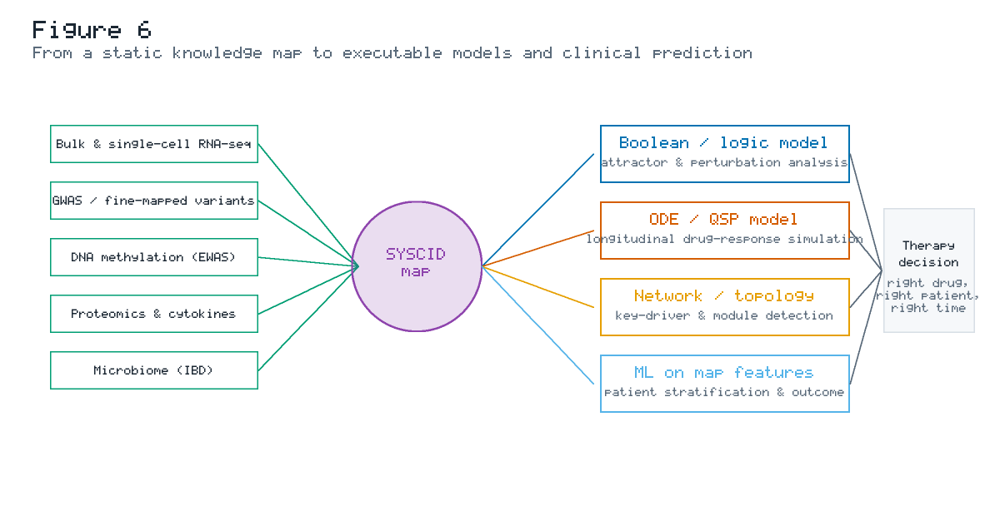 Figure 6
From a static knowledge map to executable models and clinical prediction
Bulk & single-cell RNA-seq
GWAS / fine-mapped variants
DNA methylation (EWAS)
Proteomics & cytokines
Microbiome (IBD)
SYSCID
map
Boolean / logic model
attractor & perturbation analysis
ODE / QSP model
longitudinal drug-response simulation
Network / topology
key-driver & module detection
ML on map features
patient stratification & outcome
Therapy
decision
right drug,
right patient,
right time